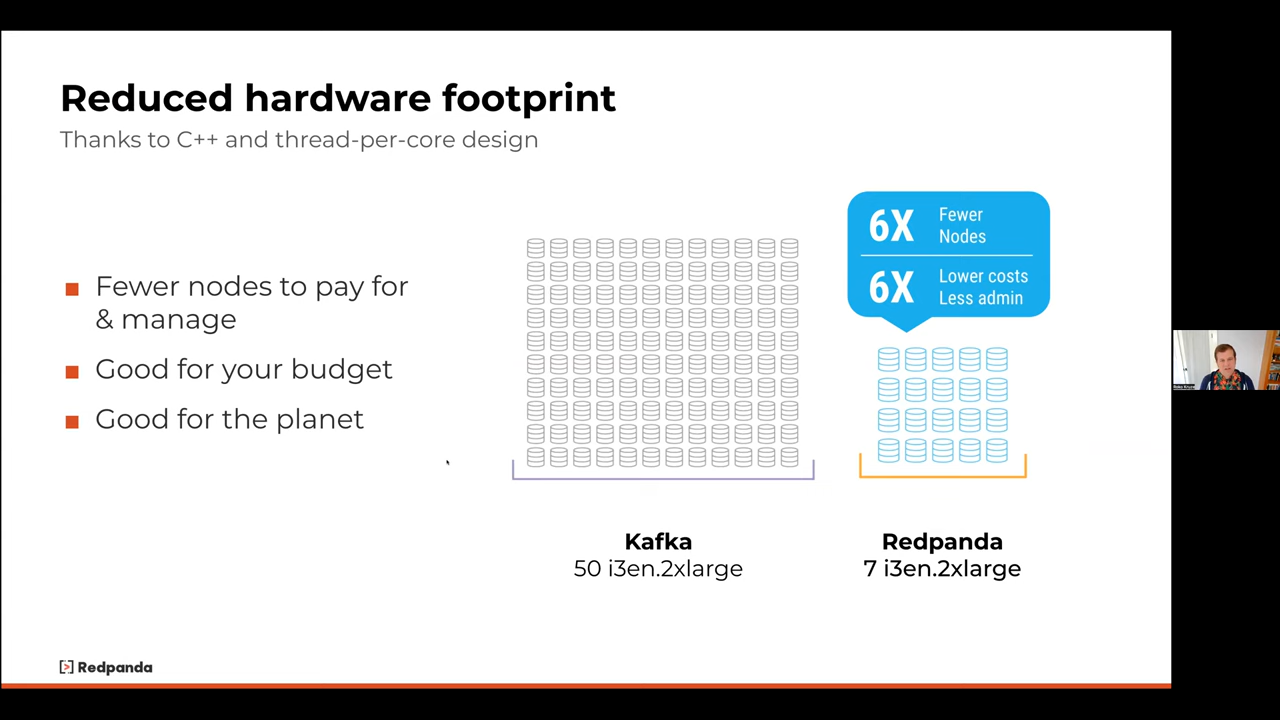 Reduced hardware footprint
Thanks to C++ and thread-per-core design
Fewer nodes to pay for
& manage
Good for your budget
Good for the planet
6X Fewer
Nodes
6X Lower costs
Less admin
Kafka
50 i3en.2xlarge
Redpanda
7 i3en.2xlarge
Redpanda